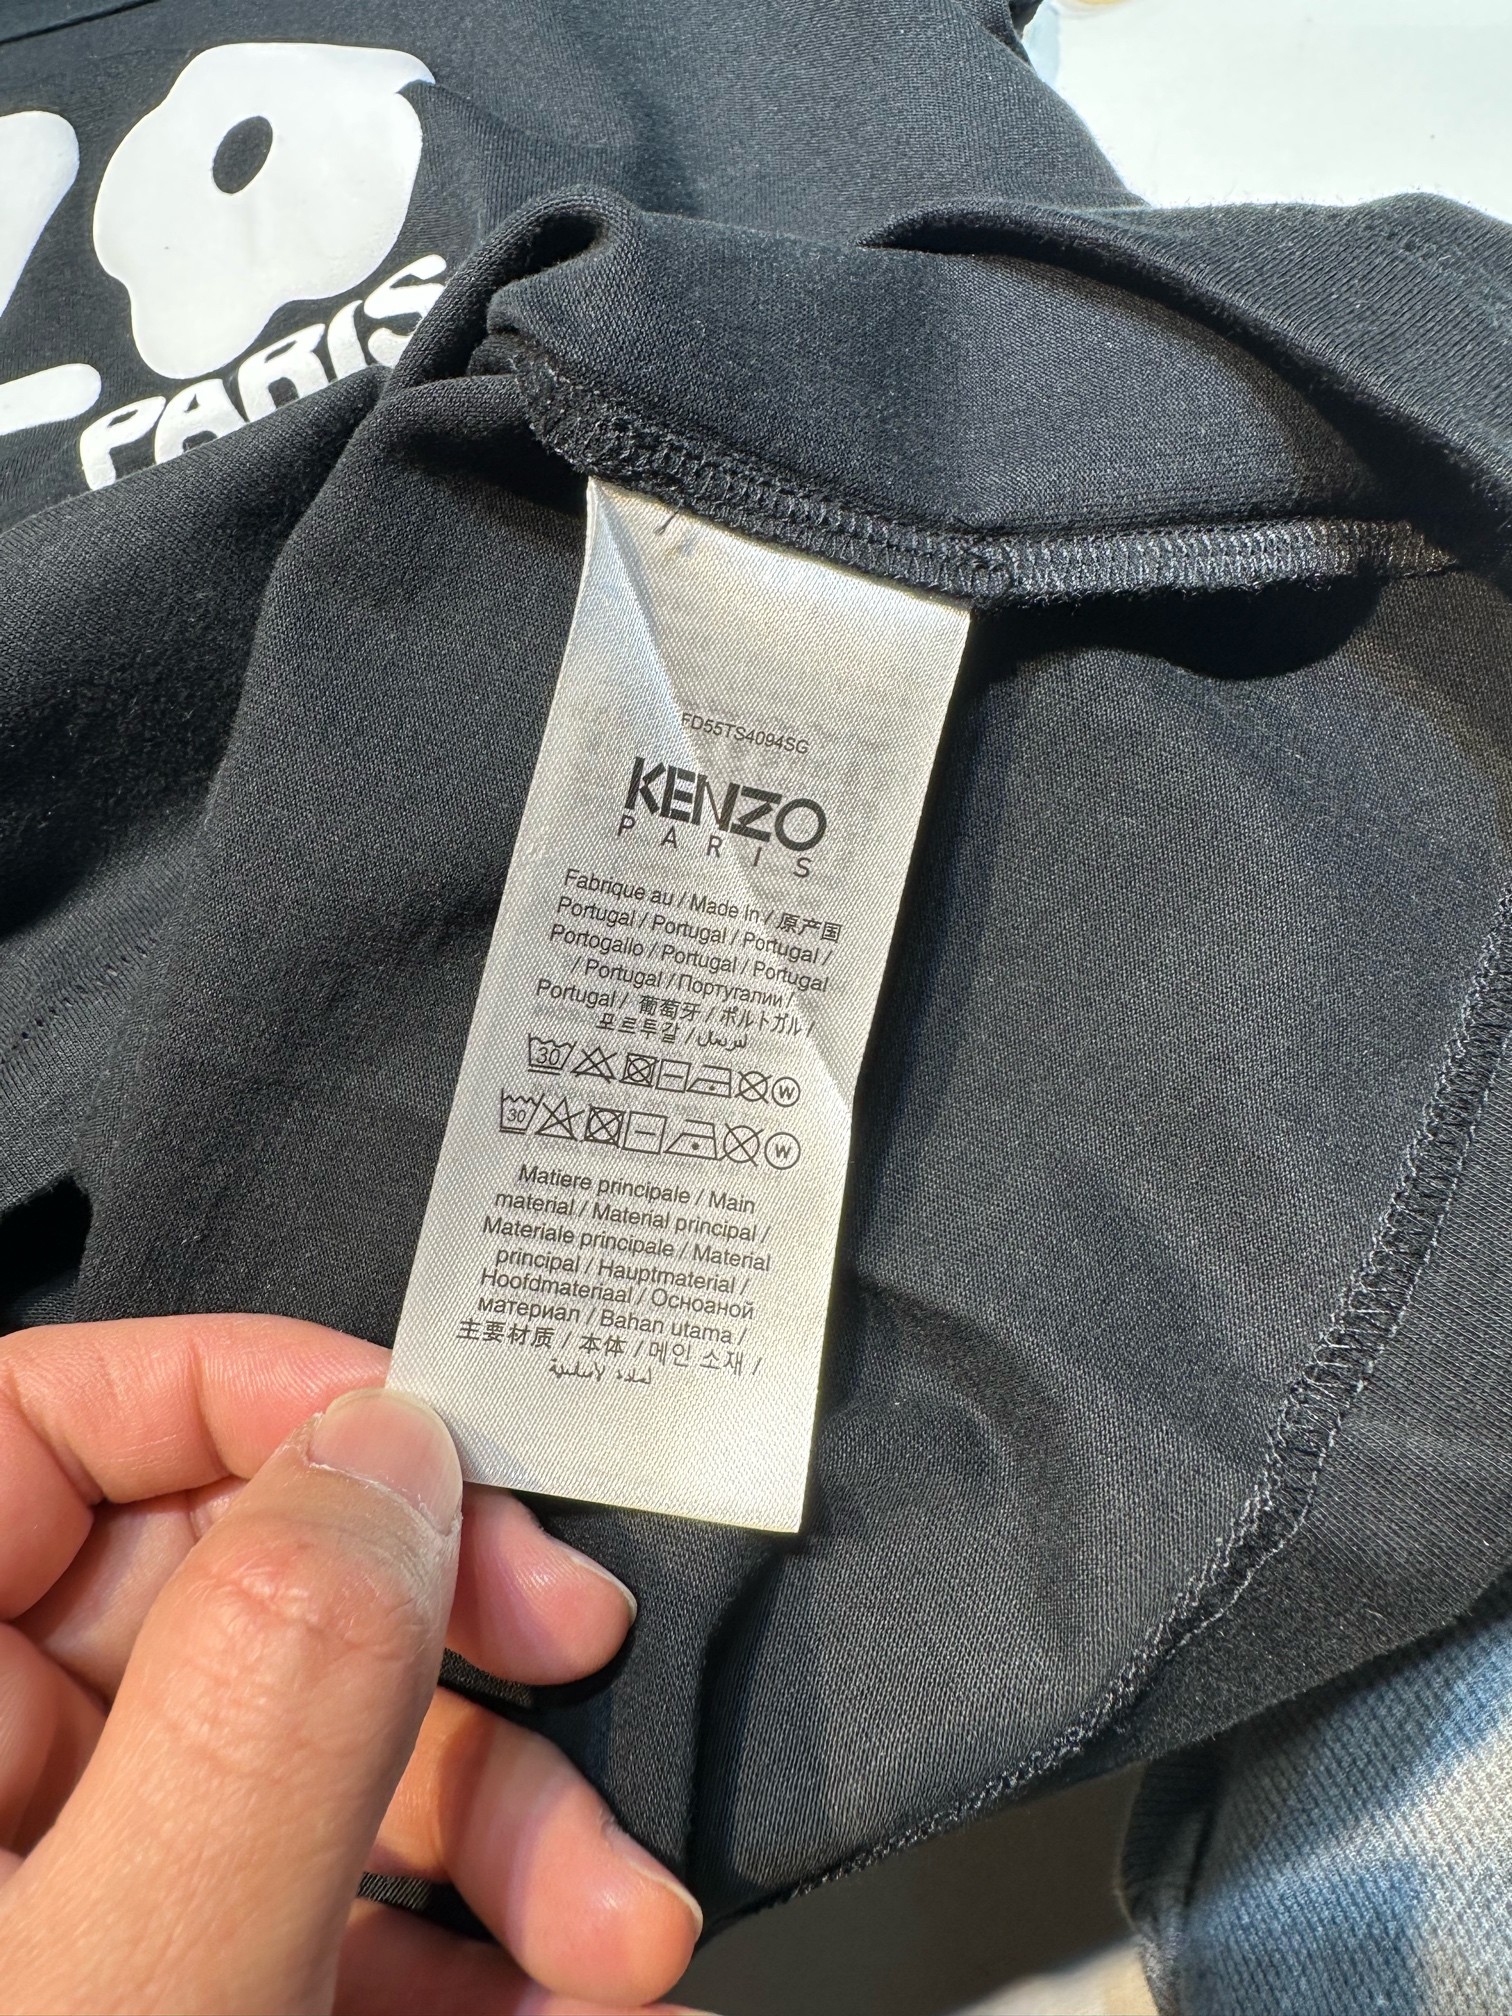 PARIS
FD55TS4094SG
KENZO
PARIS
Fabrique au / Made in / 原产国
Portugal / Portugal / Portugal /
Portogallo / Portugal / Portugal
/ Portugal / Португалии /
Portugal / 葡萄牙 / ポルトガル /
포르투갈 /
30 W
30 W
Matiere principale / Main
material / Material principal /
Materiale principale / Material
principal / Hauptmaterial /
Hoofdmateriaal / Осноаной
материал / Bahan utama /
主要材质 / 本体 / 메인 소재 /